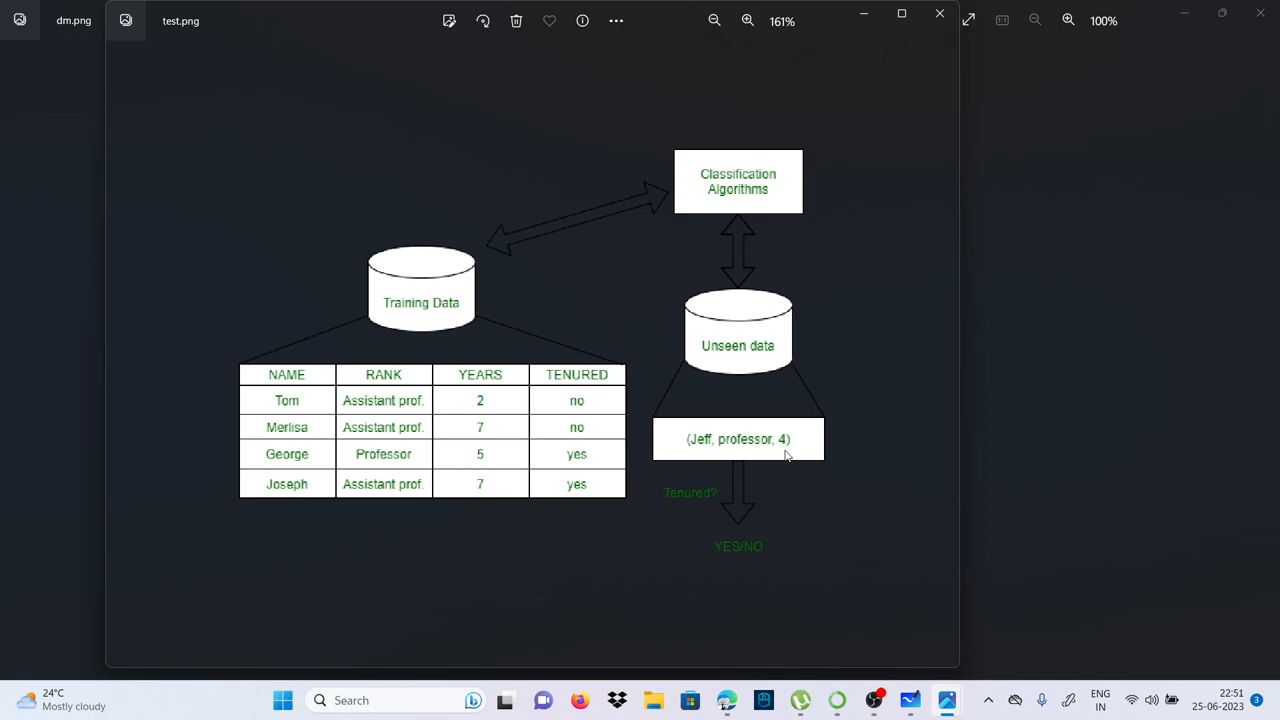 dm.png
test.png
161%
100%
Classification
Algorithms
Training Data
Unseen data
NAME RANK YEARS TENURED
Tom Assistant prof. 2 no
Merlisa Assistant prof. 7 no
George Professor 5 yes
Joseph Assistant prof. 7 yes
(Jeff, professor, 4)
Tenured?
YES/NO
24°C
Mostly cloudy
Search
ENG
IN
22:51
25-06-2023
3